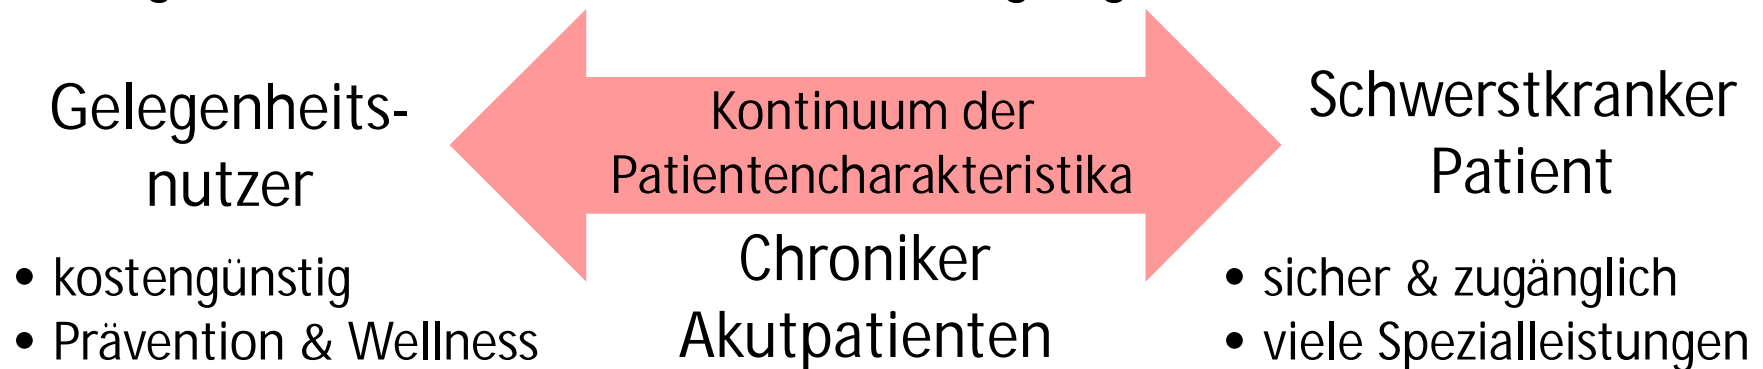 Gelegenheits-
nutzer
• kostengünstig
• Prävention & Wellness
Kontinuum der
Patientencharakteristika
Chroniker
Akutpatienten
Schwerstkranker
Patient
• sicher & zugänglich
• viele Spezialleistungen